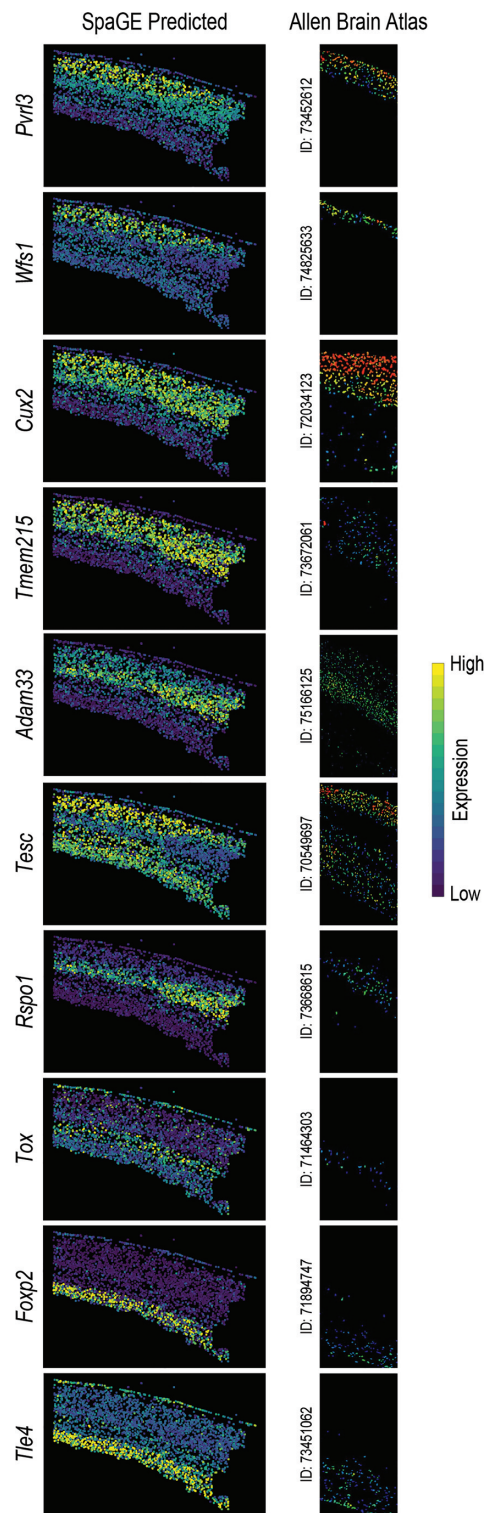 SpaGE Predicted
Allen Brain Atlas
Pvrl3
ID: 73452612
Wfs1
ID: 74825633
Cux2
ID: 72034123
Tmem215
ID: 73672061
Adam33
ID: 75166125
High
Expression
Low
Tesc
ID: 70549697
Rspo1
ID: 73668615
Tox
ID: 71464303
Foxp2
ID: 71894747
Tle4
ID: 73451062